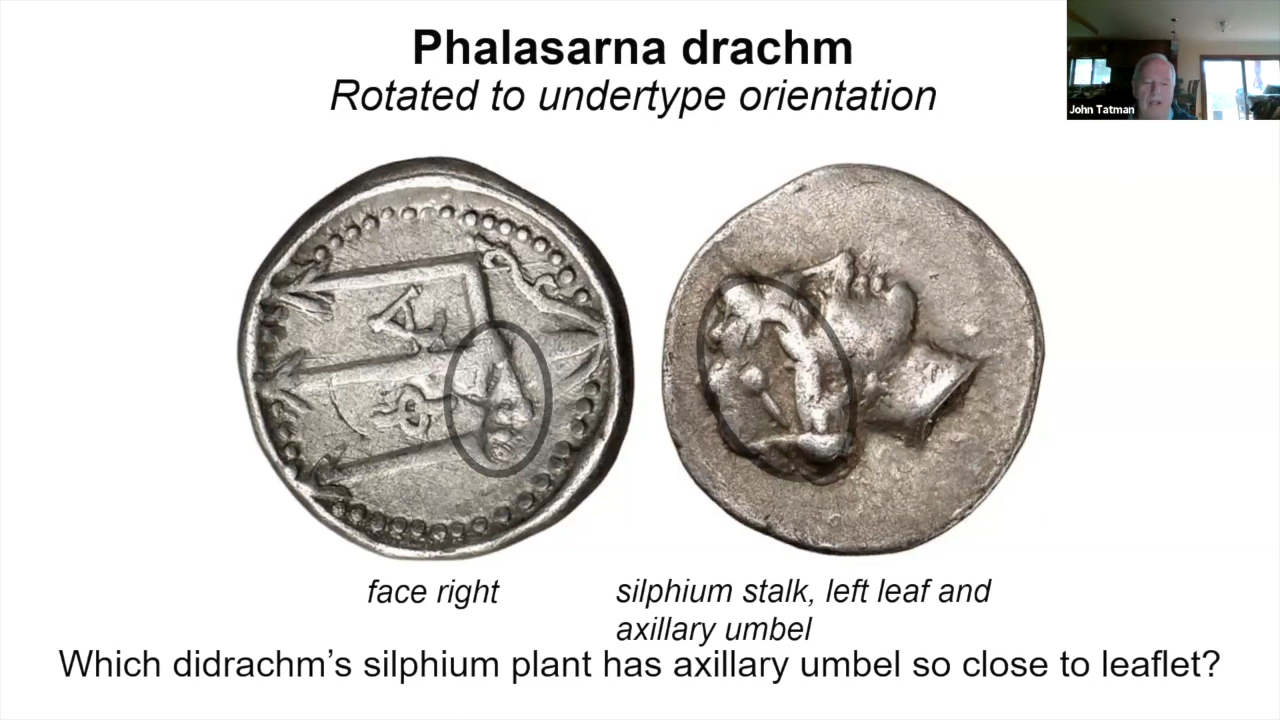 Phalasarna drachm
Rotated to undertype orientation
John Tatman
face right
silphium stalk, left leaf and
axillary umbel
Which didrachm’s silphium plant has axillary umbel so close to leaflet?